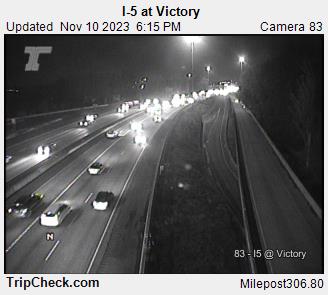 I-5 at Victory
Updated Nov 10 2023 6:15 PM Camera 83
T
N
83 - I5 @ Victory
TripCheck.com Milepost306.80